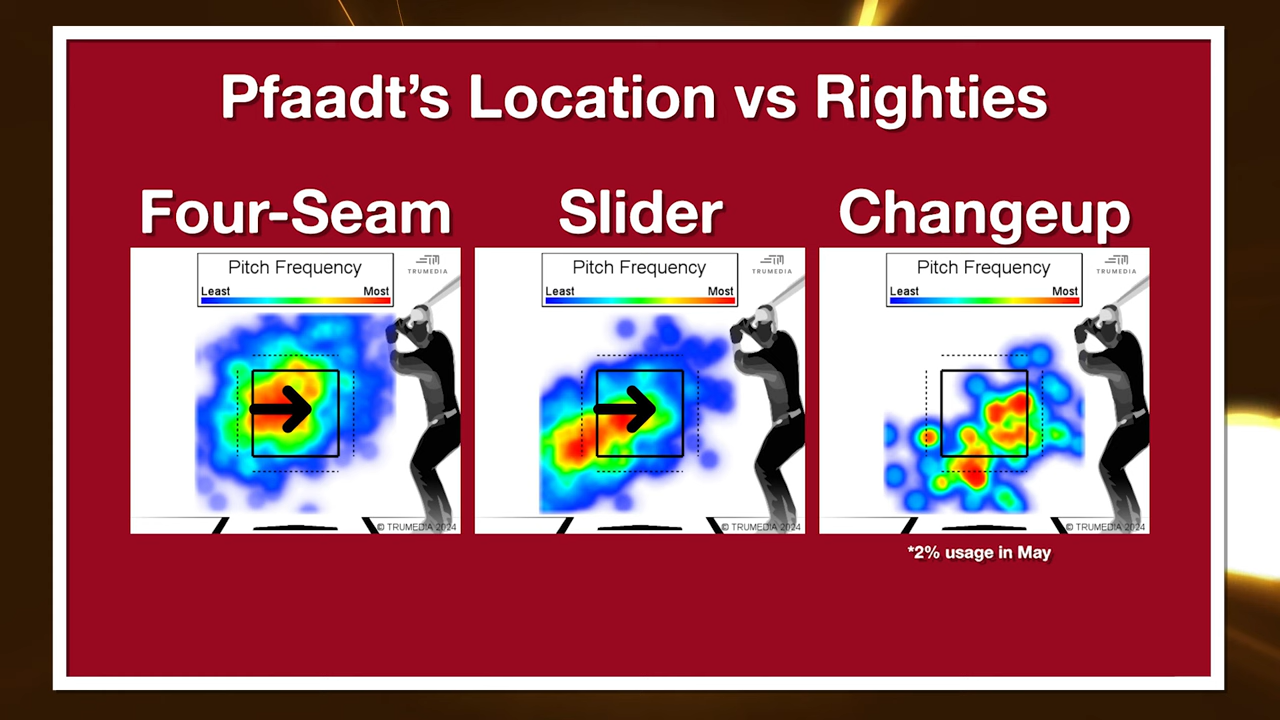 Pfaadt's Location vs Righties
Four-Seam
Slider
Changeup
Pitch Frequency
Least Most
TRUMEDIA
© TRUMEDIA 2024
Pitch Frequency
Least Most
TRUMEDIA
© TRUMEDIA 2024
Pitch Frequency
Least Most
TRUMEDIA
© TRUMEDIA 2024
*2% usage in May